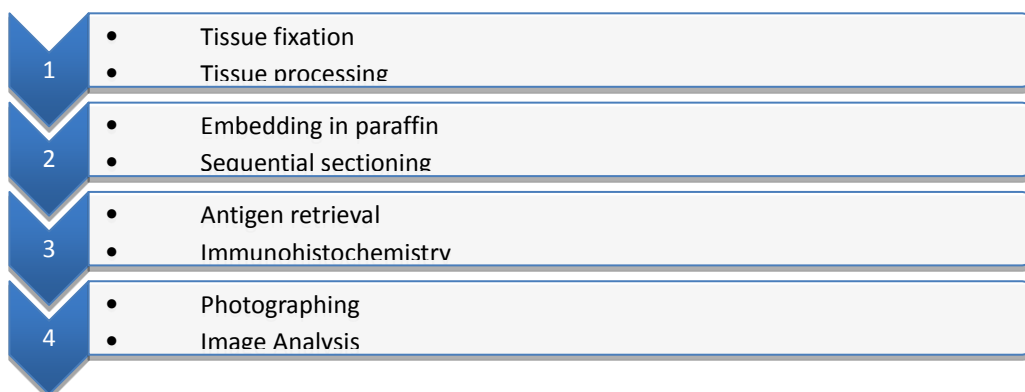 • Tissue fixation
1
• Tissue processing
• Embedding in paraffin
2
• Sequential sectioning
• Antigen retrieval
3
• Immunohistochemistry
• Photographing
4
• Image Analysis